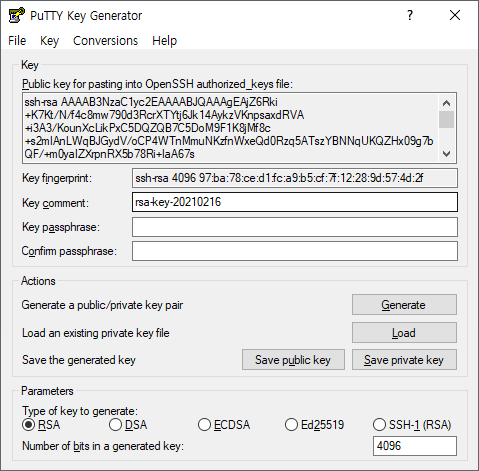 PuTTY Key Generator
File Key Conversions Help
Key
Public key for pasting into OpenSSH authorized_keys file:
ssh-rsa AAAAB3NzaC1yc2EAAAABJQAAAgEAjZ6Rki
+K7Kt/N/f4c8mw790d3RcrXTYtj6Jk14AykzVKnpsaxdRVA
+i3A3/KounXcLikPxC5DQZQB7C5DoM9F1K8jMf8c
+s2mIAnLWqBJGydV/oCP4WTnMmuNKzfnWxeQd0Rzq5ATszYBNNqUKQZHx09g7b
QF/+m0yaIZXrpnRX5b78Ri+IaA67s
Key fingerprint: ssh-rsa 4096 97:ba:78:ce:d1:fc:a9:b5:cf:7f:12:28:9d:57:4d:2f
Key comment: rsa-key-20210216
Key passphrase:
Confirm passphrase:
Actions
Generate a public/private key pair Generate
Load an existing private key file Load
Save the generated key Save public key Save private key
Parameters
Type of key to generate:
RSA DSA ECDSA Ed25519 SSH-1 (RSA)
Number of bits in a generated key: 4096